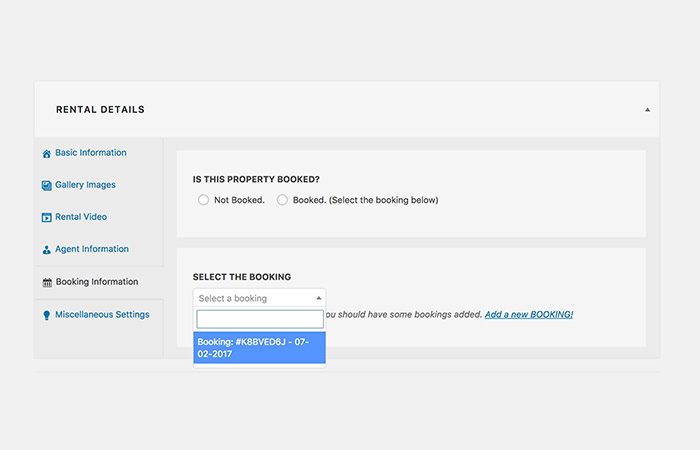 RENTAL DETAILS
Basic Information
Gallery Images
Rental Video
Agent Information
Booking Information
Miscellaneous Settings
IS THIS PROPERTY BOOKED?
Not Booked. Booked. (Select the booking below)
SELECT THE BOOKING
Select a booking
ou should have some bookings added. Add a new BOOKING!
Booking: #K8BVED6J - 07-
02-2017